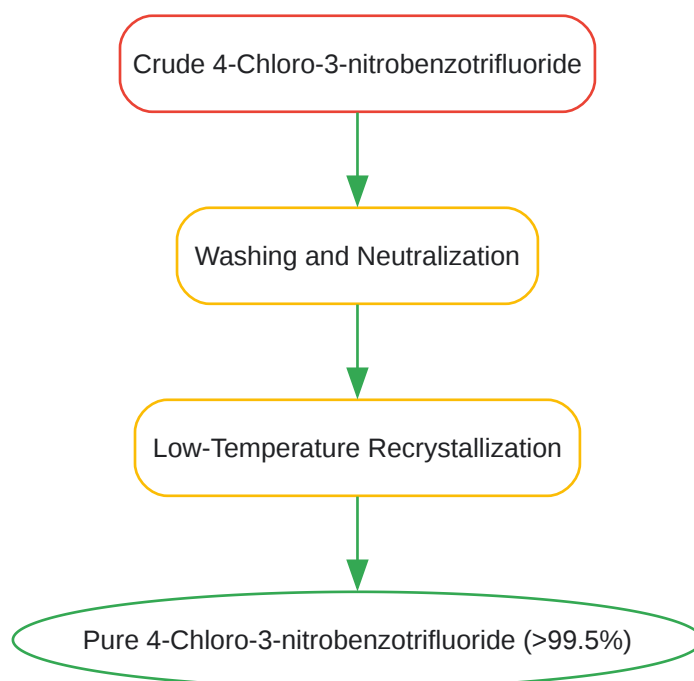 Crude 4-Chloro-3-nitrobenzotrifluoride
Washing and Neutralization
Low-Temperature Recrystallization
Pure 4-Chloro-3-nitrobenzotrifluoride (>99.5%)